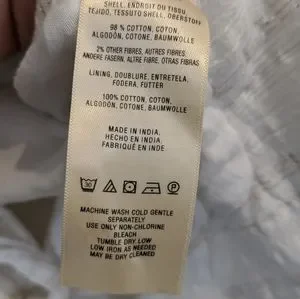 SHELL, ENDROIT DU TISSU,
TEJIDO, TESSUTO SHELL, OBERSTOFF
98 % COTTON, COTON,
ALGODÓN, COTONE, BAUMWOLLE
2% OTHER FIBRES, AUTRES FIBRES,
ANDERE FASERN, ALTRE FIBRE, OTRAS FIBRAS
LINING, DOUBLURE, ENTRETELA,
FODERA, FUTTER
100% COTTON, COTON,
ALGODÓN, COTONE, BAUMWOLLE
MADE IN INDIA,
HECHO EN INDIA,
FABRIQUÉ EN INDE
30
P
MACHINE WASH COLD GENTLE
SEPARATELY
USE ONLY NON-CHLORINE
BLEACH
TUMBLE DRY LOW
LOW IRON AS NEEDED
MAY BE DRY CLEANED